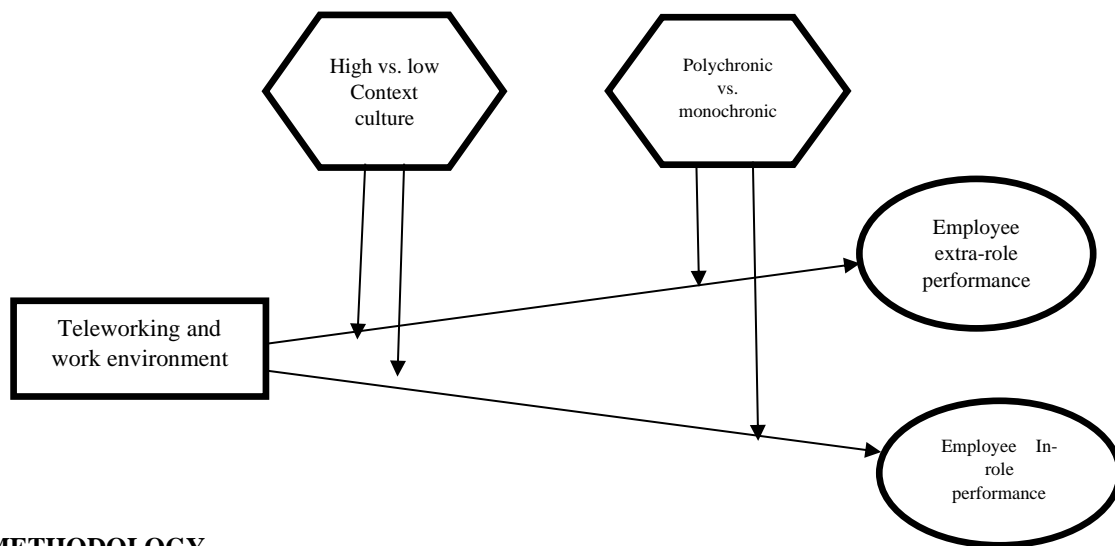 High vs. low
Context
culture
Polychronic
vs.
monochronic
Employee
extra-role
performance
Teleworking and
work environment
Employee In-
role
performance
METHODOLOGY